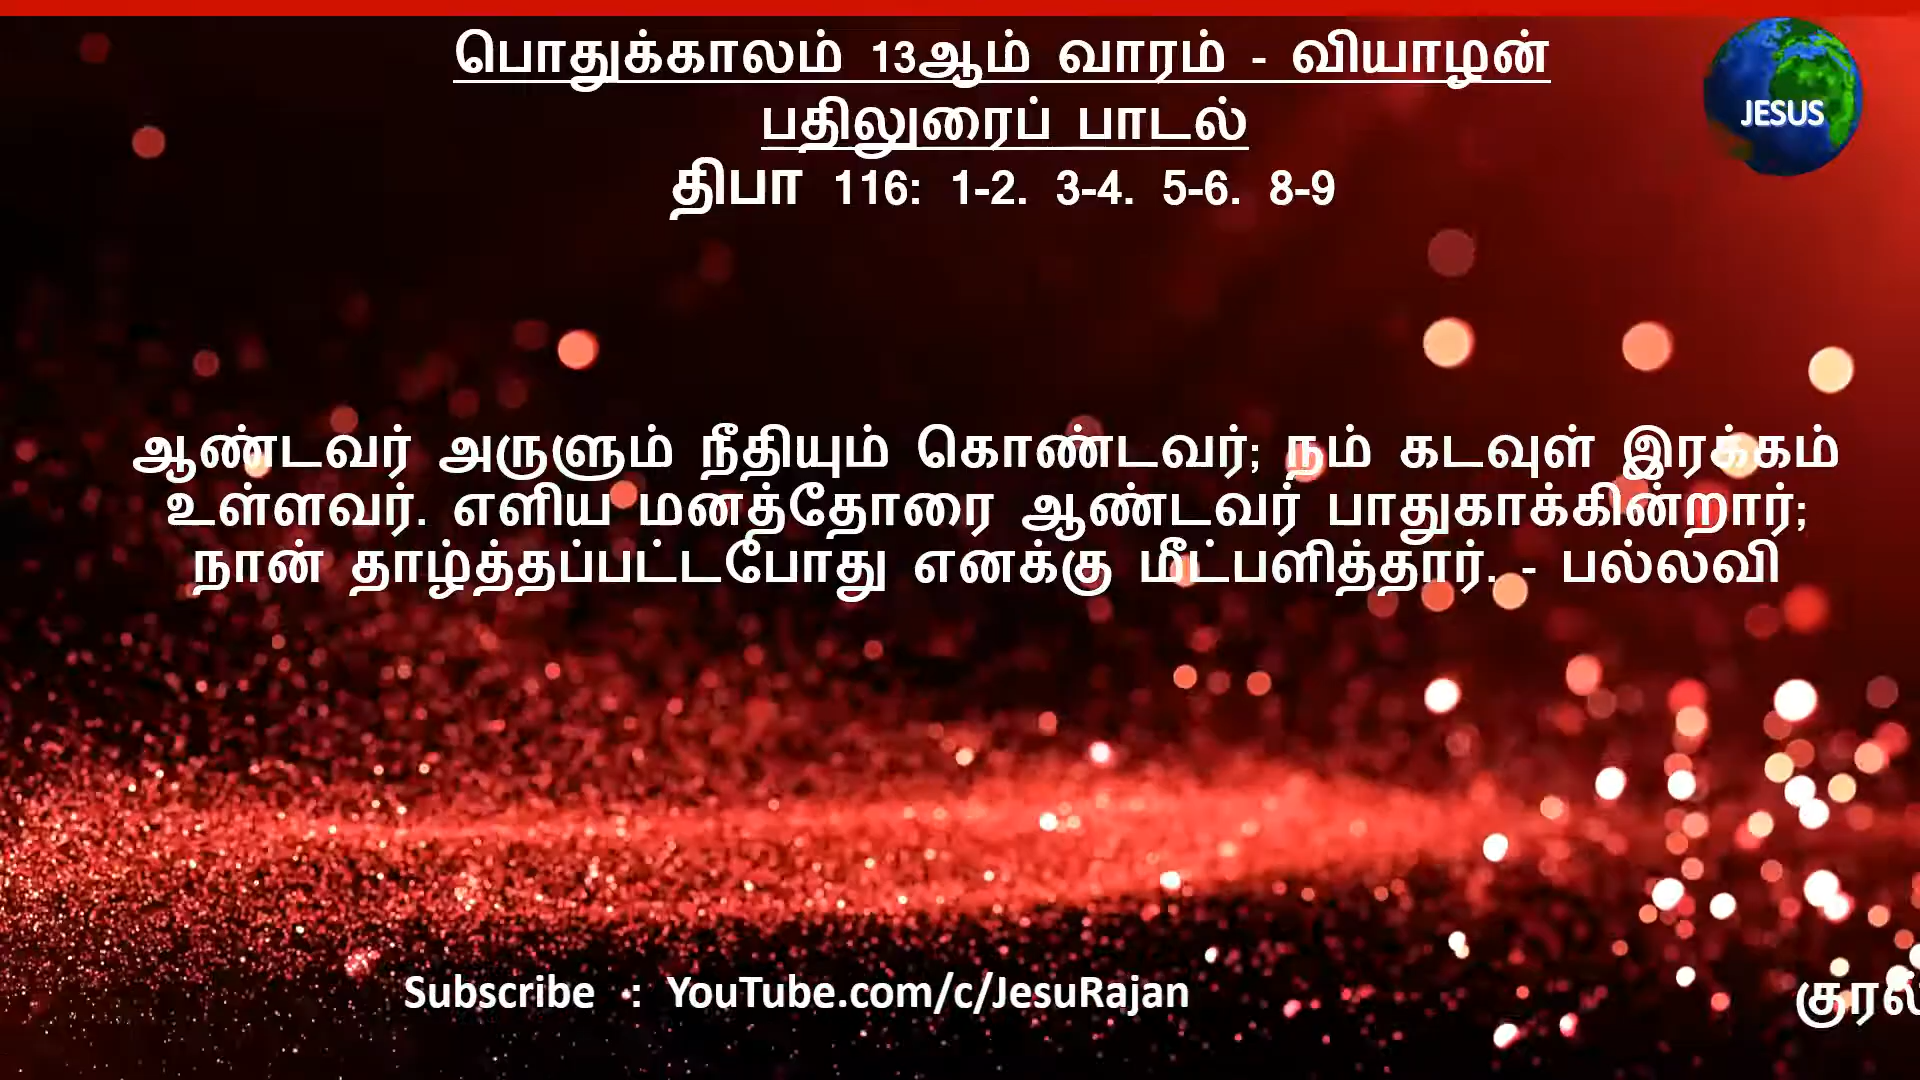 பொதுக்காலம் 13ஆம் வாரம் - வியாழன்
பதிலுரைப் பாடல்
திபா 116: 1-2. 3-4. 5-6. 8-9
JESUS
ஆண்டவர் அருளும் நீதியும் கொண்டவர்; நம் கடவுள் இரக்கம்
உள்ளவர். எளிய மனத்தோரை ஆண்டவர் பாதுகாக்கின்றார்;
நான் தாழ்த்தப்பட்டபோது எனக்கு மீட்பளித்தார். - பல்லவி
Subscribe : YouTube.com/c/JesuRajan